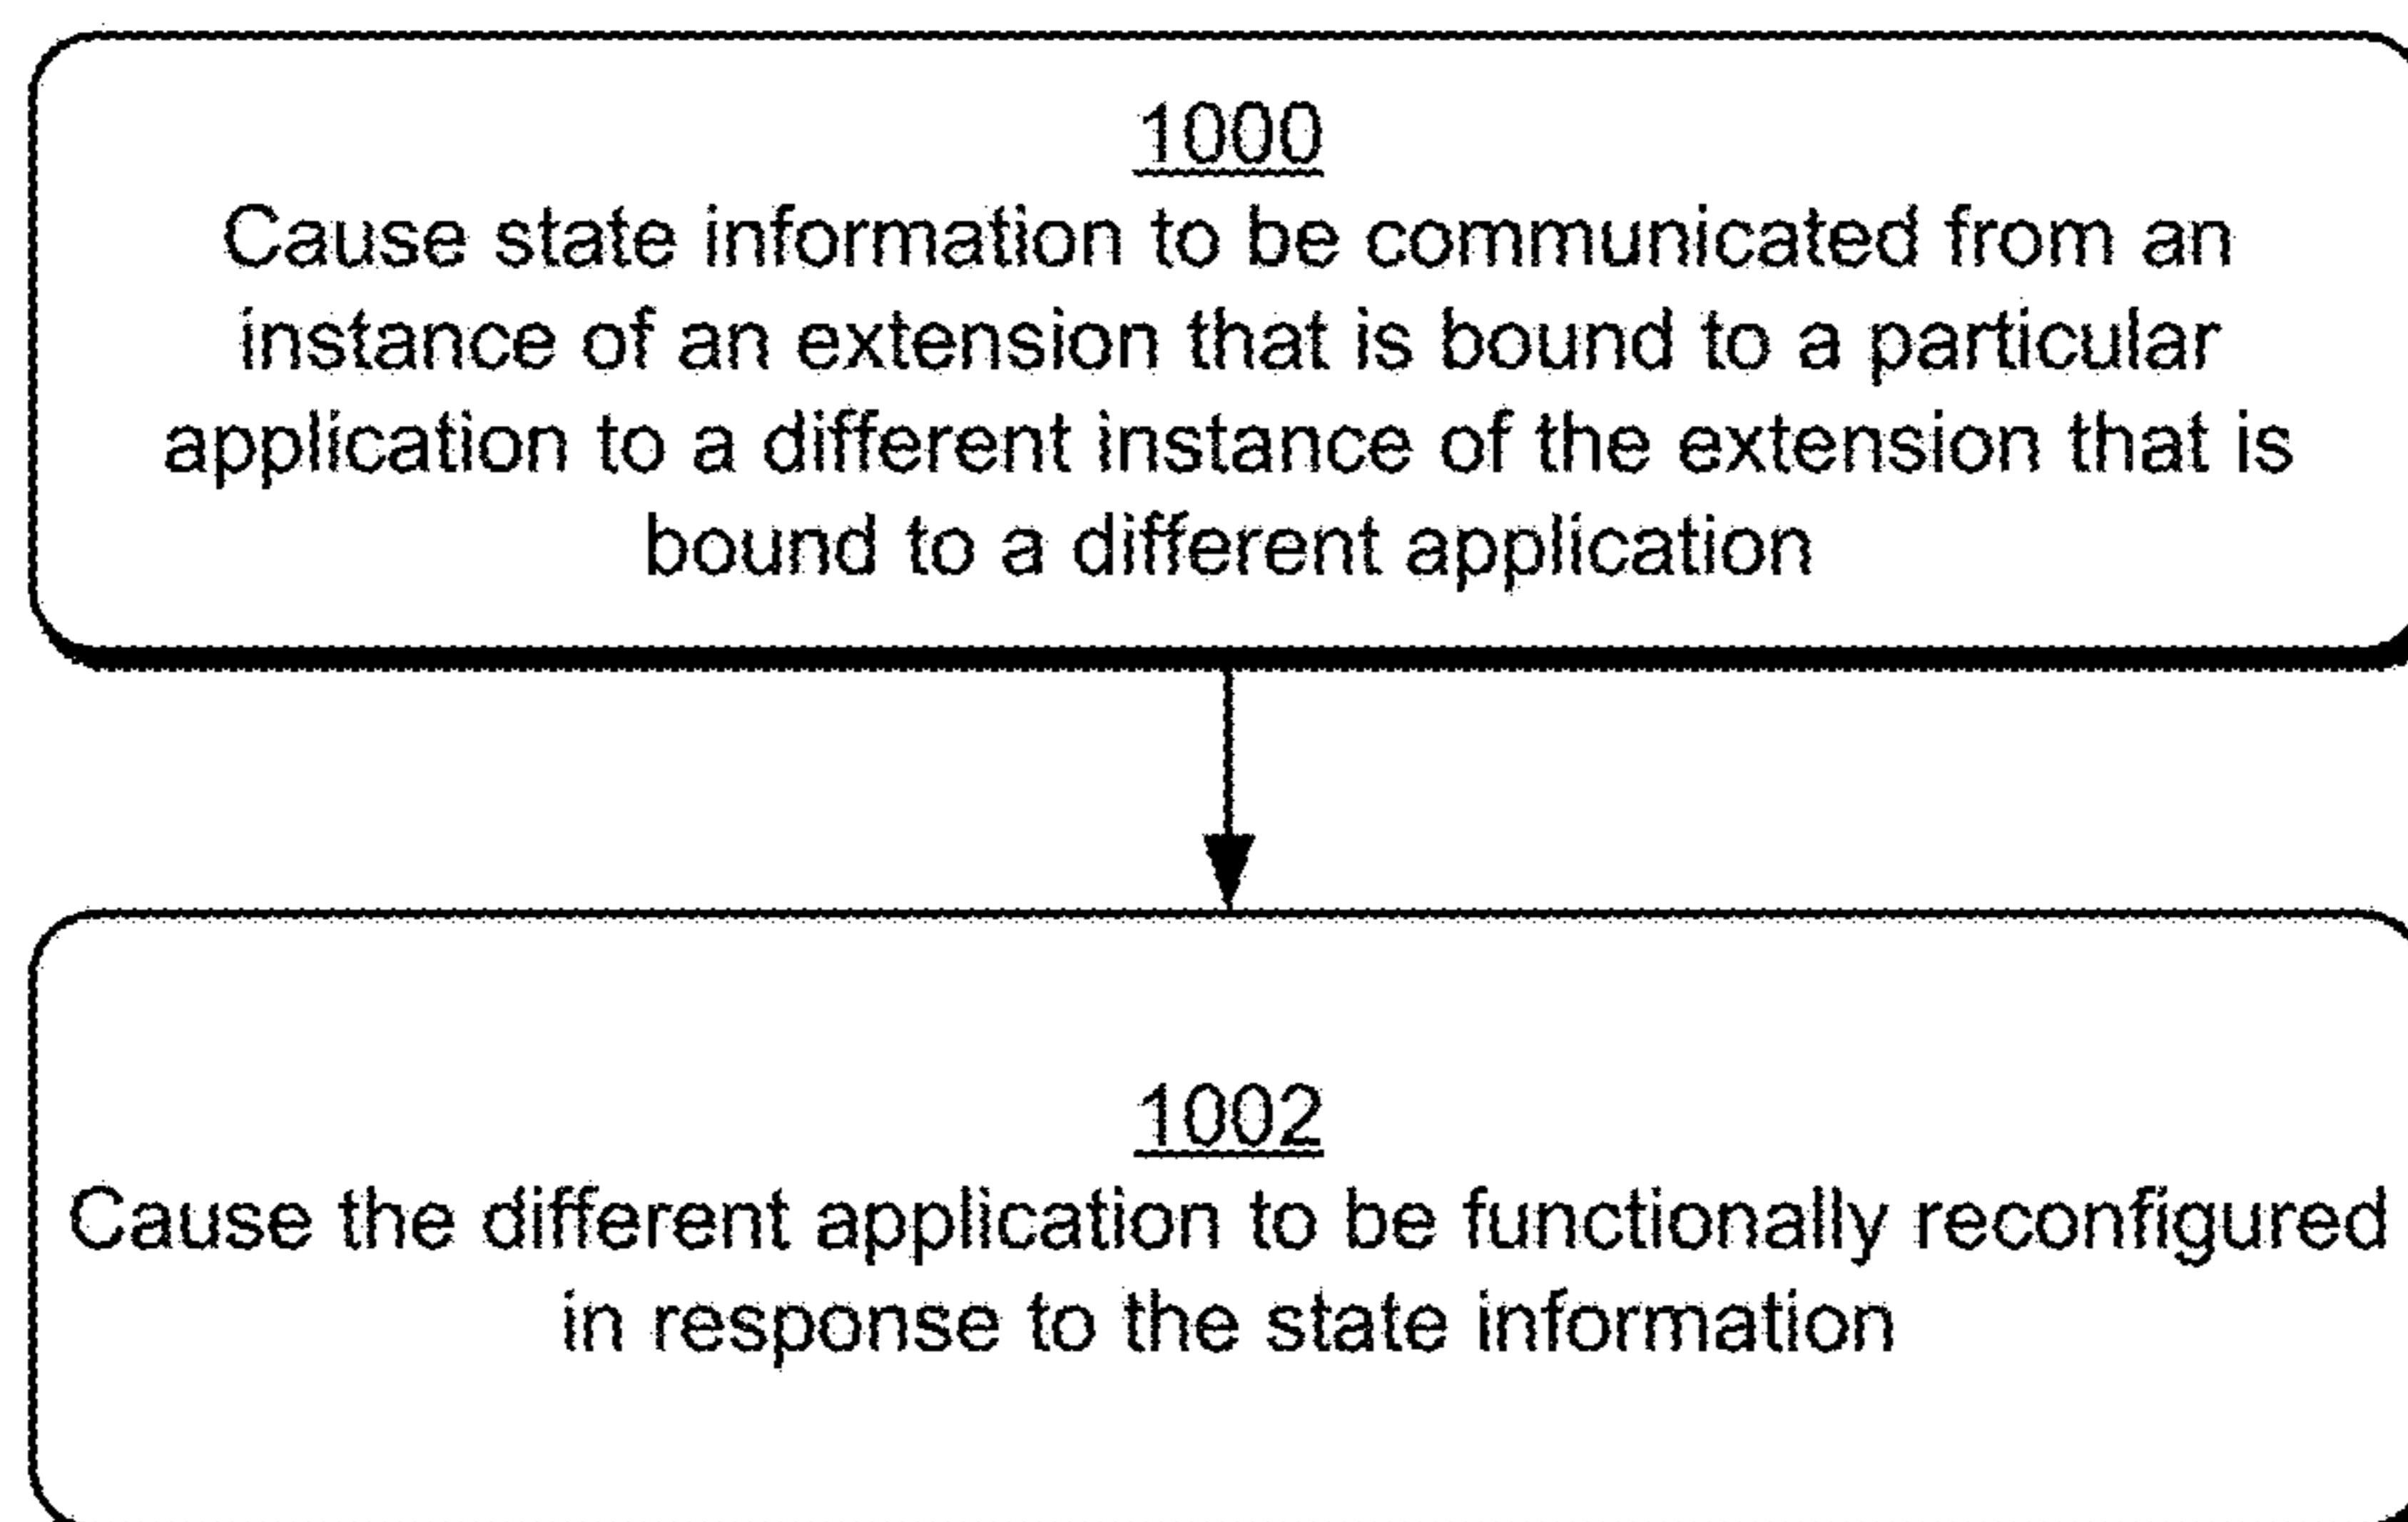 1000
Cause state information to be communicated from an
instance of an extension that is bound to a particular
application to a different instance of the extension that is
bound to a different application
1002
Cause the different application to be functionally reconfigured
in response to the state information